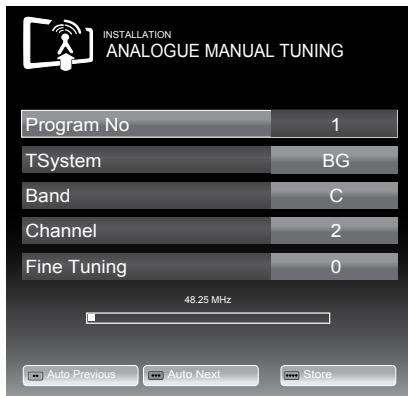 INSTALLATION
ANALOGUE MANUAL TUNING
Program No 1
TSystem BG
Band C
Channel 2
Fine Tuning 0
48.25 MHz
Auto Previous Auto Next Store